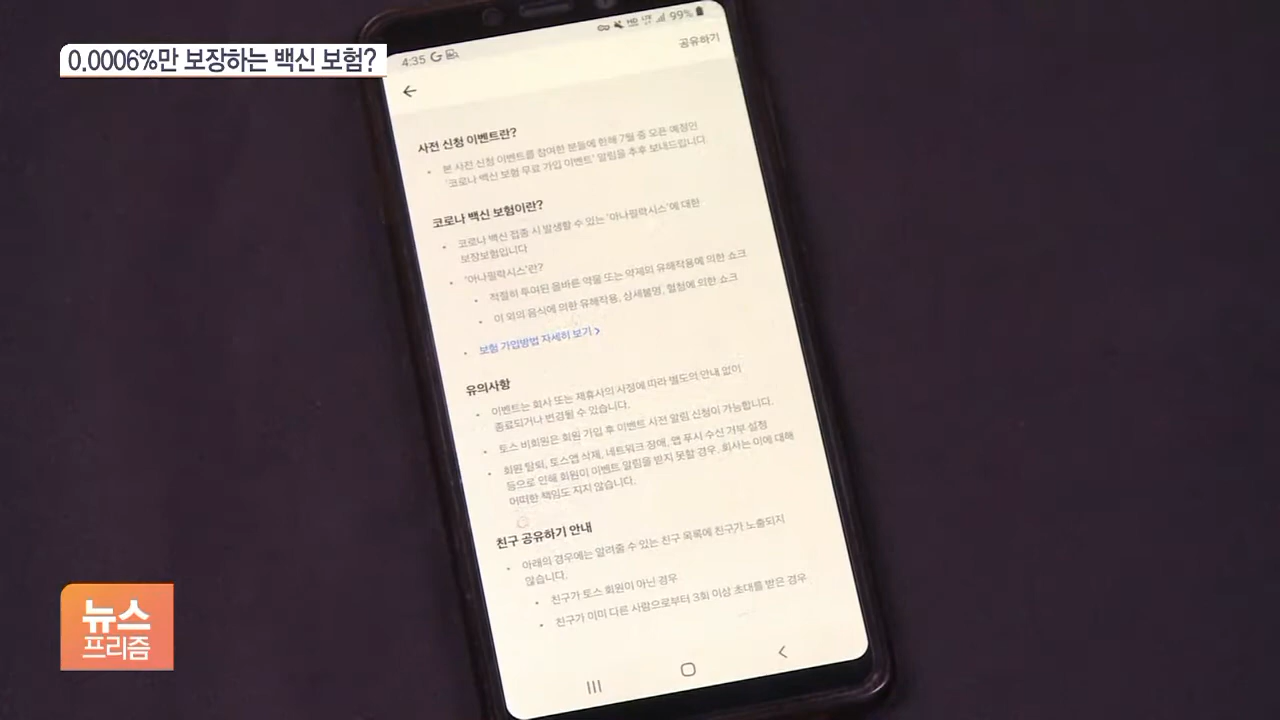 0.0006%만 보장하는 백신 보험?
4:35
99%
공유하기
사전 신청 이벤트란?
본 사전 신청 이벤트를 참여한 분들에 한해 7월 중 오픈 예정인
'코로나 백신 보험 무료 가입 이벤트' 알림을 추후 보내드립니다
코로나 백신 보험이란?
코로나 백신 접종 시 발생할 수 있는 '아나필락시스'에 대한
보장보험입니다
'아나필락시스'란?
적절히 투여된 올바른 약물 또는 약제의 유해작용에 의한 쇼크
이 외의 음식에 의한 유해작용, 상세불명, 혈청에 의한 쇼크
보험 가입방법 자세히 보기 >
유의사항
이벤트는 회사 또는 제휴사의 사정에 따라 별도의 안내 없이
종료되거나 변경될 수 있습니다.
토스 비회원은 회원 가입 후 이벤트 사전 알림 신청이 가능합니다.
회원 탈퇴, 토스앱 삭제, 네트워크 장애, 앱 푸시 수신 거부 설정
등으로 인해 회원이 이벤트 알림을 받지 못할 경우, 회사는 이에 대해
어떠한 책임도 지지 않습니다.
친구 공유하기 안내
아래의 경우에는 알려줄 수 있는 친구 목록에 친구가 노출되지
않습니다.
친구가 토스 회원이 아닌 경우
친구가 이미 다른 사람으로부터 3회 이상 초대를 받은 경우
뉴스
프리즘